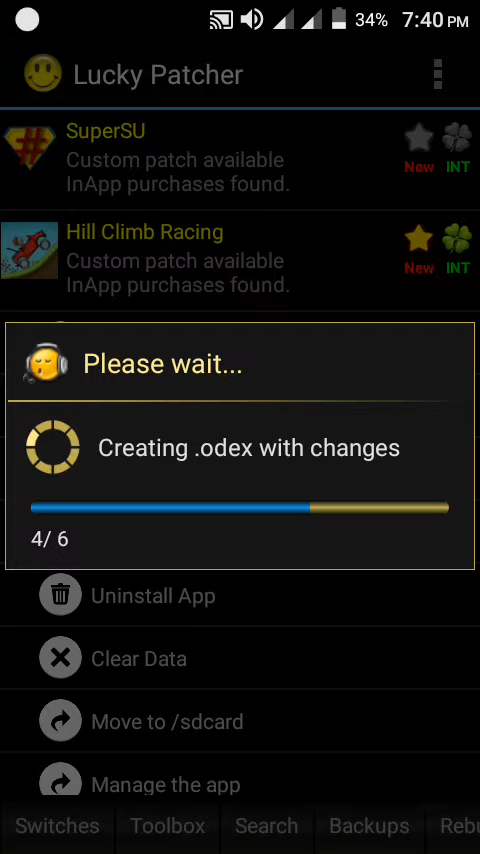 34% 7:40 PM
Lucky Patcher
SuperSU
Custom patch available
InApp purchases found.
New INT
Hill Climb Racing
Custom patch available
InApp purchases found.
New INT
Please wait...
Creating .odex with changes
4/ 6
Uninstall App
Clear Data
Move to /sdcard
Manage the app
Switches Toolbox Search Backups Rebu